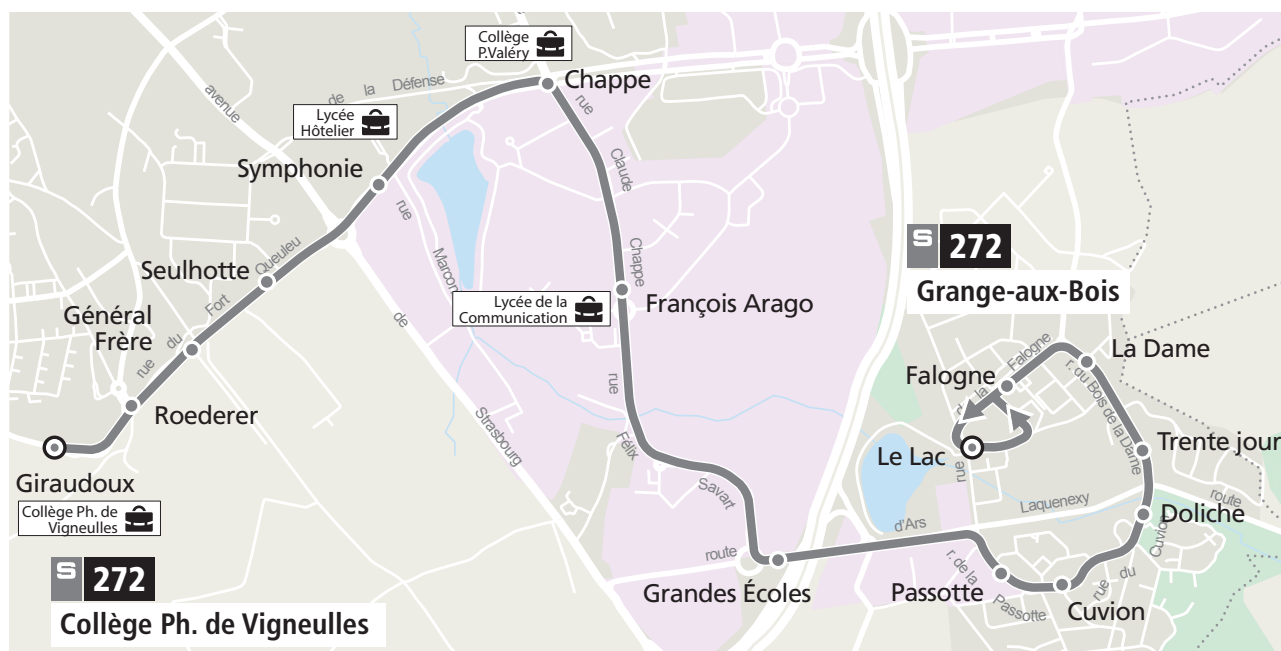 Collège
P.Valéry
Chappe
avenue
de la Défense
Lycée
Hôtelier
rue
Claude
Chappe
Symphonie
rue
Marconi
Seulhotte
rue du Fort Queuleu
Général
Frère
de
Strasbourg
Lycée de la
Communication
François Arago
S 272
Grange-aux-Bois
La Dame
Falogne
rue de la Falogne
r. du Bois de la Dame
Roederer
rue
Félix
Savart
Le Lac
Trente jour
Giraudoux
Collège Ph. de
Vigneulles
route
d'Ars
Laquenexy
route
Doliche
rue du Cuvion
Grandes Écoles
Passotte
r. de la Passotte
Cuvion
S 272
Collège Ph. de Vigneulles